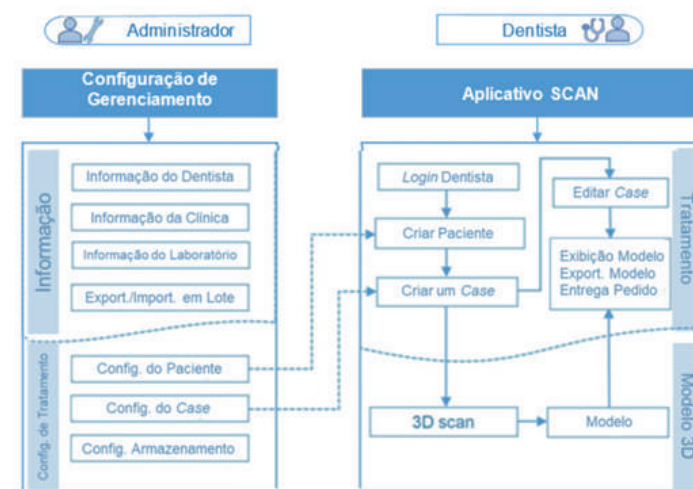 Administrador
Configuração de
Gerenciamento
Informação
Informação do Dentista
Informação da Clínica
Informação do Laboratório
Export./Import. em Lote
Config. de Tratamento
Config. do Paciente
Config. do Case
Config. Armazenamento
Dentista
Aplicativo SCAN
Login Dentista
Criar Paciente
Criar um Case
Editar Case
Exibição Modelo
Export. Modelo
Entrega Pedido
Tratamento
3D scan
Modelo
Modelo 3D